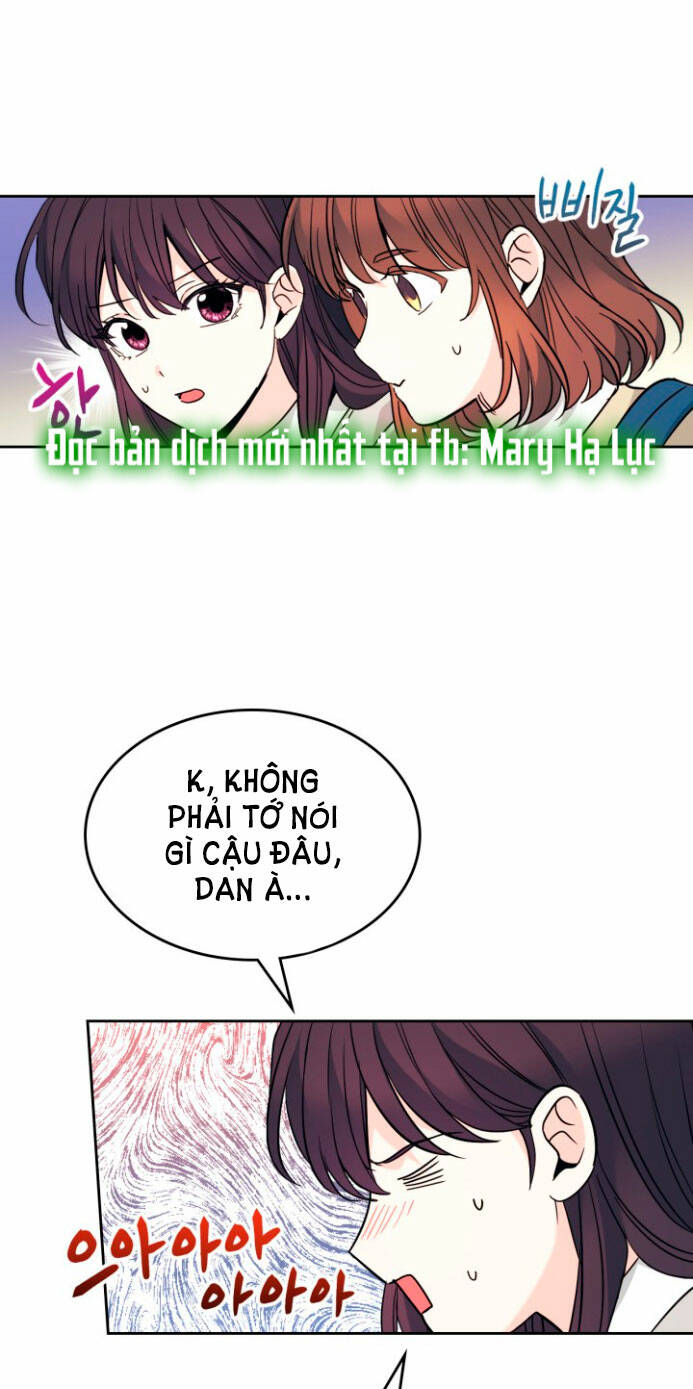 삐질
핫
Đọc bản dịch mới nhất tại fb: Mary Hạ Lục
K, KHÔNG
PHẢI TỚ NÓI
GÌ CẬU ĐÂU,
DAN À...
으아아아
아아아